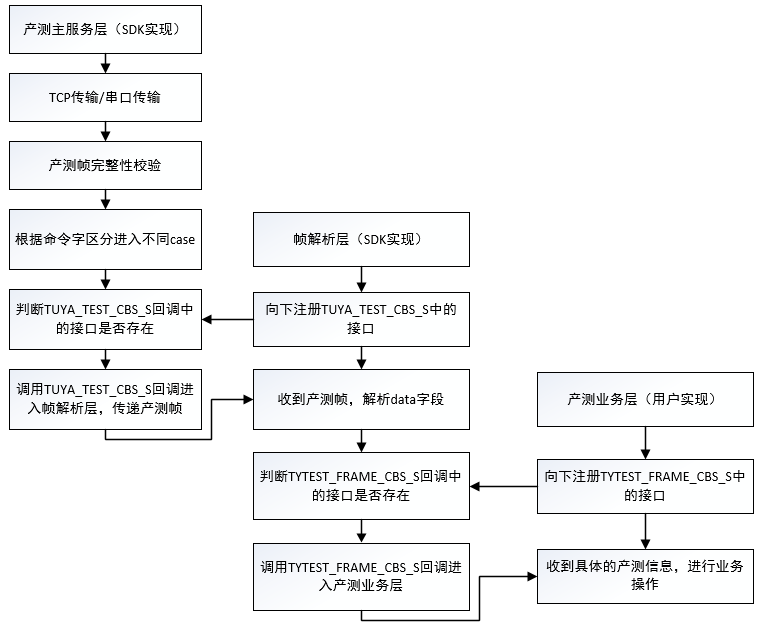 产测主服务层（SDK实现）
TCP传输/串口传输
产测帧完整性校验
根据命令字区分进入不同case
判断TUYA_TEST_CBS_S回调中
的接口是否存在
调用TUYA_TEST_CBS_S回调进
入帧解析层，传递产测帧
帧解析层（SDK实现）
向下注册TUYA_TEST_CBS_S中的
接口
收到产测帧，解析data字段
判断TYTEST_FRAME_CBS_S回调中
的接口是否存在
调用TYTEST_FRAME_CBS_S回调进
入产测业务层
产测业务层（用户实现）
向下注册TYTEST_FRAME_CBS_S中
的接口
收到具体的产测信息，进行业务
操作